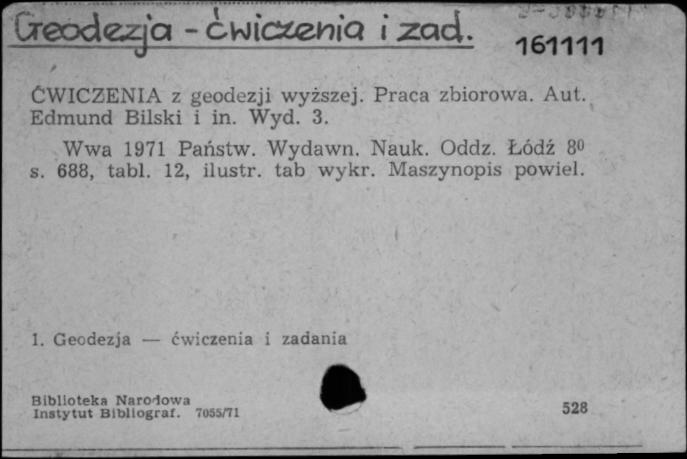 Geodezja - ćwiczenia i zad.
161111
ĆWICZENIA z geodezji wyższej. Praca zbiorowa. Aut.
Edmund Bilski i in. Wyd. 3.
Wwa 1971 Państw. Wydawn. Nauk. Oddz. Łódź 8º
s. 688, tabl. 12, ilustr. tab wykr. Maszynopis powiel.
1. Geodezja — ćwiczenia i zadania
Biblioteka Narodowa
Instytut Bibliograf. 7055/71
528